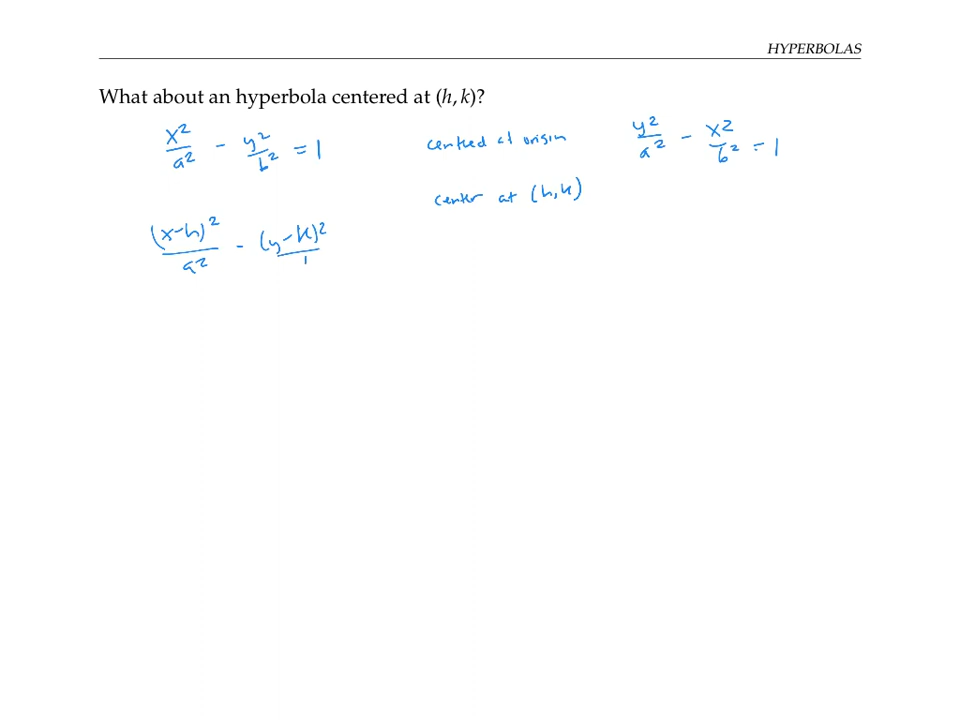 HYPERBOLAS
What about an hyperbola centered at (h, k)?
x²/a² - y²/b² = 1 centered at origin y²/a² - x²/b² = 1
center at (h, k)
(x-h)²/a² - (y-k)²/